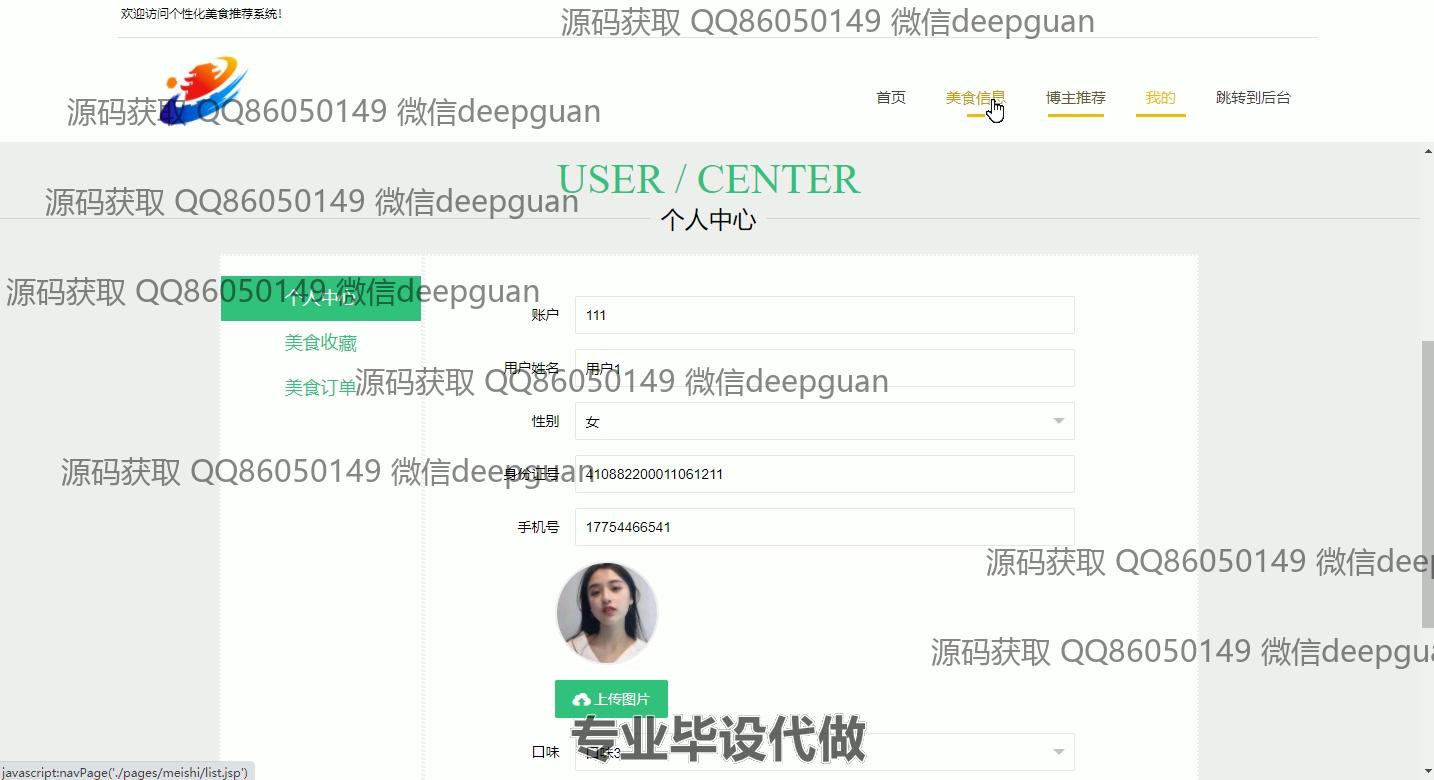 欢迎访问个性化美食推荐系统!
源码获取 QQ86050149 微信deepguan
首页
美食信息
博主推荐
我的
跳转到后台
源码获取 QQ86050149 微信deepguan
USER / CENTER
源码获取 QQ86050149 微信deepguan
个人中心
源码获取 QQ86050149 微信deepguan
个人中心
账户 111
美食收藏
用户姓名 用户1
美食订单
源码获取 QQ86050149 微信deepguan
性别 女
源码获取 QQ86050149 微信deepguan
身份证号 410882200011061211
手机号 17754466541
源码获取 QQ86050149 微信deep
源码获取 QQ86050149 微信deepgua
上传图片
专业毕设代做
口味 口味3
javascript:navPage('./pages/meishi/list.jsp')